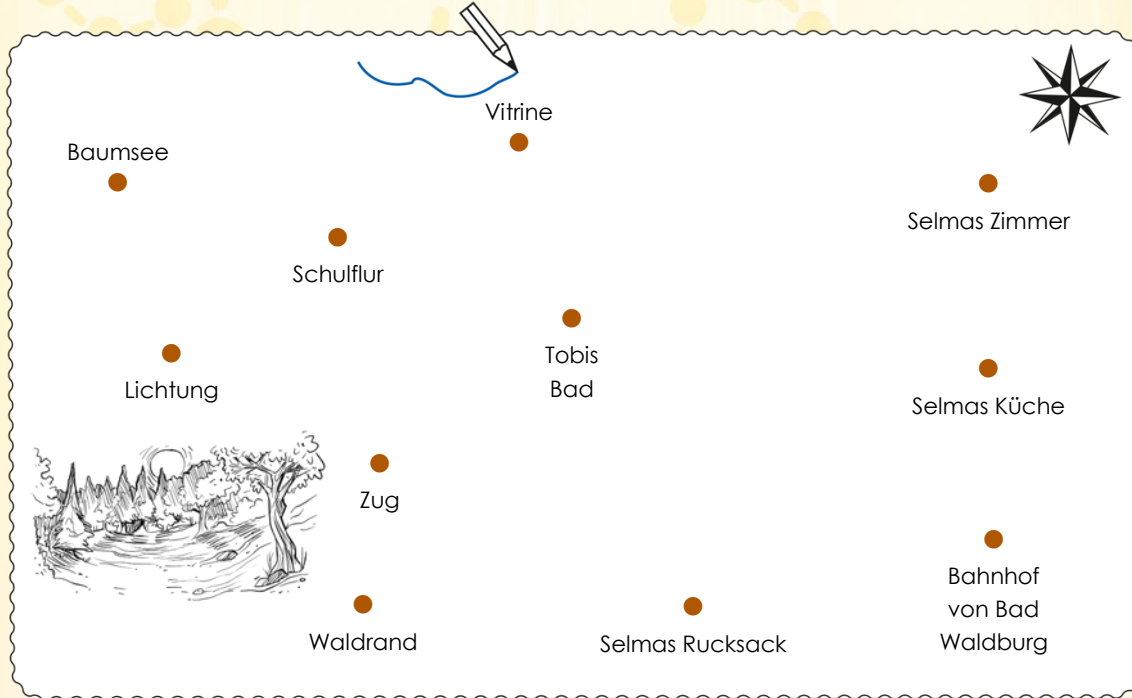 Vitrine
Baumsee
Selmas Zimmer
Schulflur
Tobis
Bad
Lichtung
Selmas Küche
Zug
Bahnhof
von Bad
Waldburg
Waldrand
Selmas Rucksack